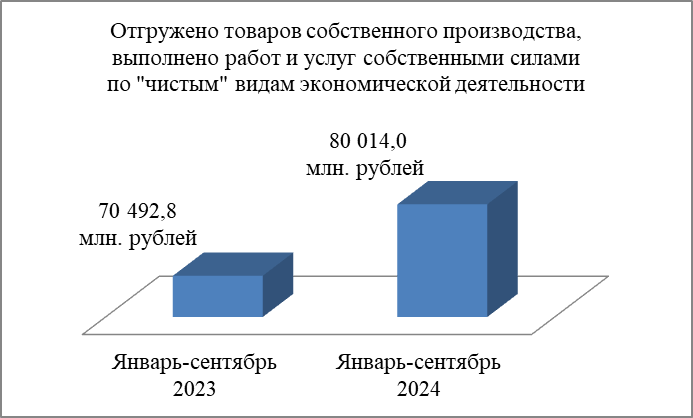 Отгружено товаров собственного производства,
выполнено работ и услуг собственными силами
по "чистым" видам экономической деятельности
80 014,0
млн. рублей
70 492,8
млн. рублей
Январь-сентябрь
2023
Январь-сентябрь
2024